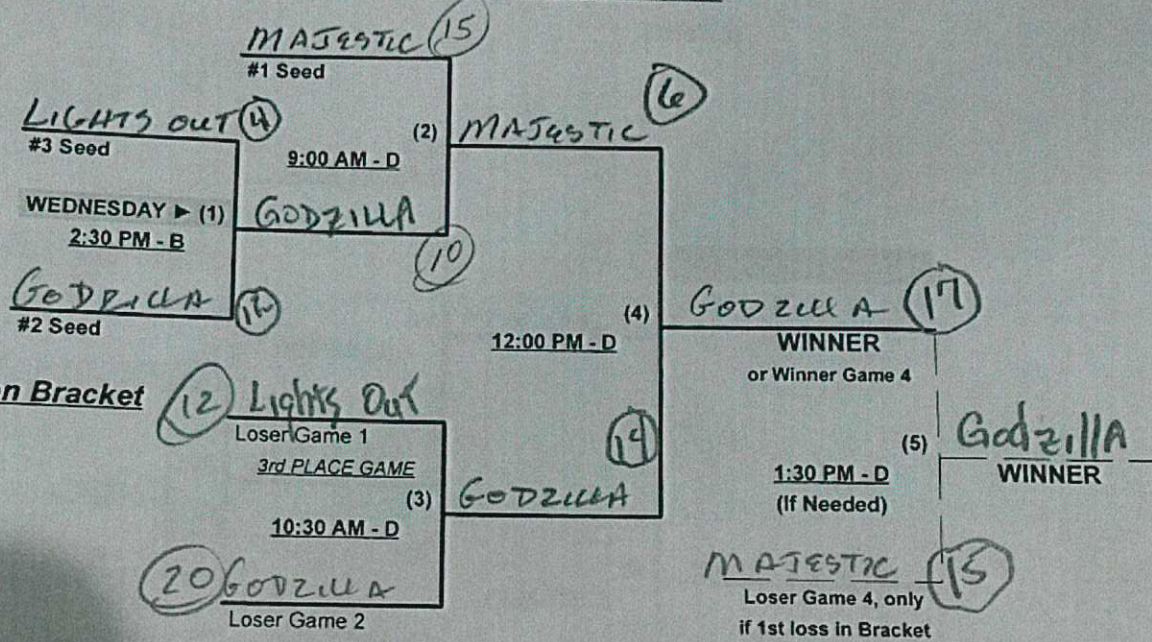 MAJESTIC 15
#1 Seed
LIGHTS OUT
#3 Seed
(2)
MAJESTIC 6
9:00 AM - D
WEDNESDAY ► (1)
2:30 PM - B
GODZILLA
10
GODZILLA
#2 Seed
(4)
12:00 PM - D
GODZILLA 17
WINNER
or Winner Game 4
n Bracket
12 Lights Out
Loser Game 1
3rd PLACE GAME
(3)
GODZILLA
10:30 AM - D
20 GODZILLA
Loser Game 2
(5)
1:30 PM - D
(If Needed)
GodzillA
WINNER
MAJESTIC 15
Loser Game 4, only
if 1st loss in Bracket